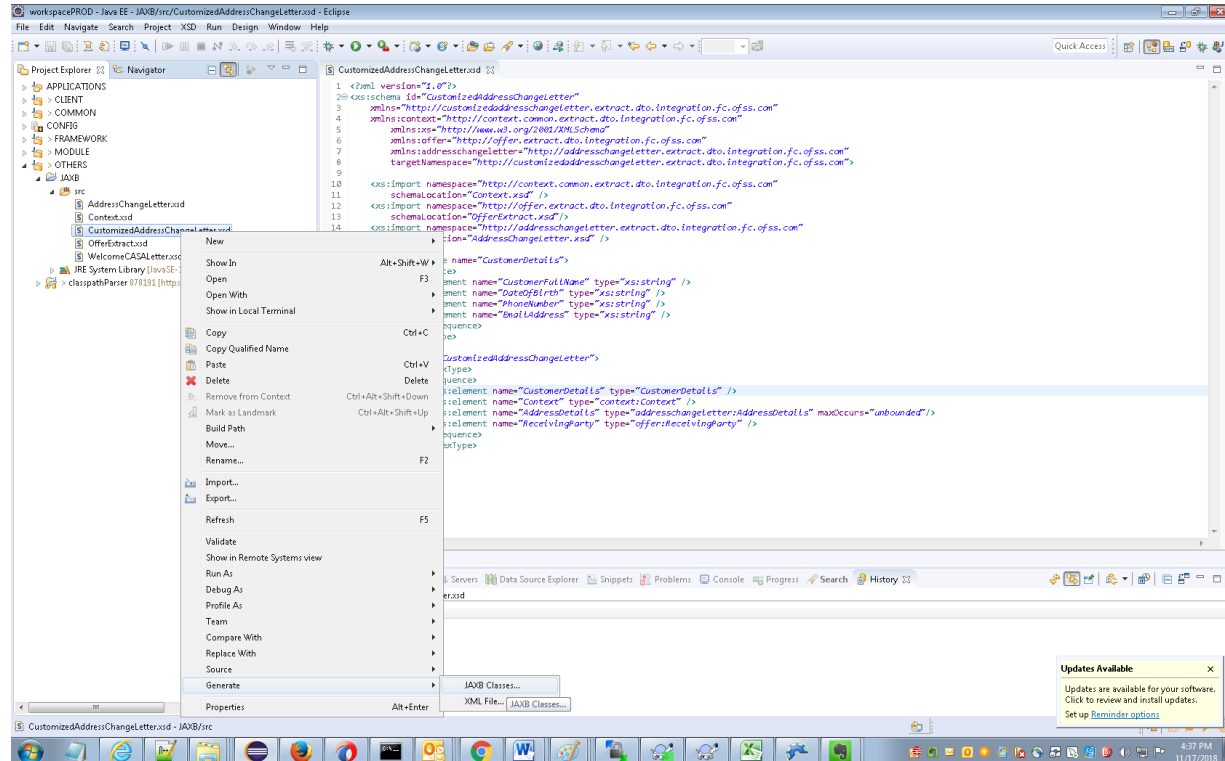 workspacePROD - Java EE - JAXB/src/CustomizedAddressChangeLetter.xsd - Eclipse
File Edit Navigate Search Project XSD Run Design Window Help
Quick Access
Project Explorer
Navigator
APPLICATIONS
> CLIENT
> COMMON
CONFIG
> FRAMEWORK
> MODULE
> OTHERS
JAXB
src
AddressChangeLetter.xsd
Context.xsd
CustomizedAddressChangeLetter.xsd
OfferExtract.xsd
WelcomeCASALetter.xsd
JRE System Library [JavaSE-1
> classpathParser 878191 [https
CustomizedAddressChangeLetter.xsd
1 <?xml version="1.0"?>
2 <xs:schema id="CustomizedAddressChangeLetter"
3 xmlns="http://customizedaddresschangeletter.extract.dto.integration.fc.ofss.com"
4 xmlns:context="http://context.common.extract.dto.integration.fc.ofss.com"
5 xmlns:xs="http://www.w3.org/2001/XMLSchema"
6 xmlns:offer="http://offer.extract.dto.integration.fc.ofss.com"
7 xmlns:addresschangeletter="http://addresschangeletter.extract.dto.integration.fc.ofss.com"
8 targetNamespace="http://customizedaddresschangeletter.extract.dto.integration.fc.ofss.com">
9
10 <xs:import namespace="http://context.common.extract.dto.integration.fc.ofss.com"
11 schemaLocation="Context.xsd" />
12 <xs:import namespace="http://offer.extract.dto.integration.fc.ofss.com"
13 schemaLocation="OfferExtract.xsd"/>
14 <xs:import namespace="http://addresschangeletter.extract.dto.integration.fc.ofss.com"
tion="AddressChangeLetter.xsd" />
e name="CustomerDetails">
ce>
ement name="CustomerFullName" type="xs:string" />
ement name="DateOfBirth" type="xs:string" />
ement name="PhoneNumber" type="xs:string" />
ement name="EmailAddress" type="xs:string" />
equence>
pe>
CustomizedAddressChangeLetter">
xType>
quence>
s:element name="CustomerDetails" type="CustomerDetails" />
s:element name="Context" type="context:Context" />
s:element name="AddressDetails" type="addresschangeletter:AddressDetails" maxOccurs="unbounded"/>
s:element name="ReceivingParty" type="offer:ReceivingParty" />
equence>
exType>
New
Show In Alt+Shift+W
Open F3
Open With
Show in Local Terminal
Copy Ctrl+C
Copy Qualified Name
Paste Ctrl+V
Delete Delete
Remove from Context Ctrl+Alt+Shift+Down
Mark as Landmark Ctrl+Alt+Shift+Up
Build Path
Move...
Rename... F2
Import...
Export...
Refresh F5
Validate
Show in Remote Systems view
Run As
Debug As
Profile As
Team
Compare With
Replace With
Source
Generate
Properties Alt+Enter
JAXB Classes...
XML File...
JAXB Classes...
Servers Data Source Explorer Snippets Problems Console Progress Search History
er.xsd
Updates Available
Updates are available for your software.
Click to review and install updates.
Set up Reminder options
CustomizedAddressChangeLetter.xsd - JAXB/src
4:37 PM
11/17/2018